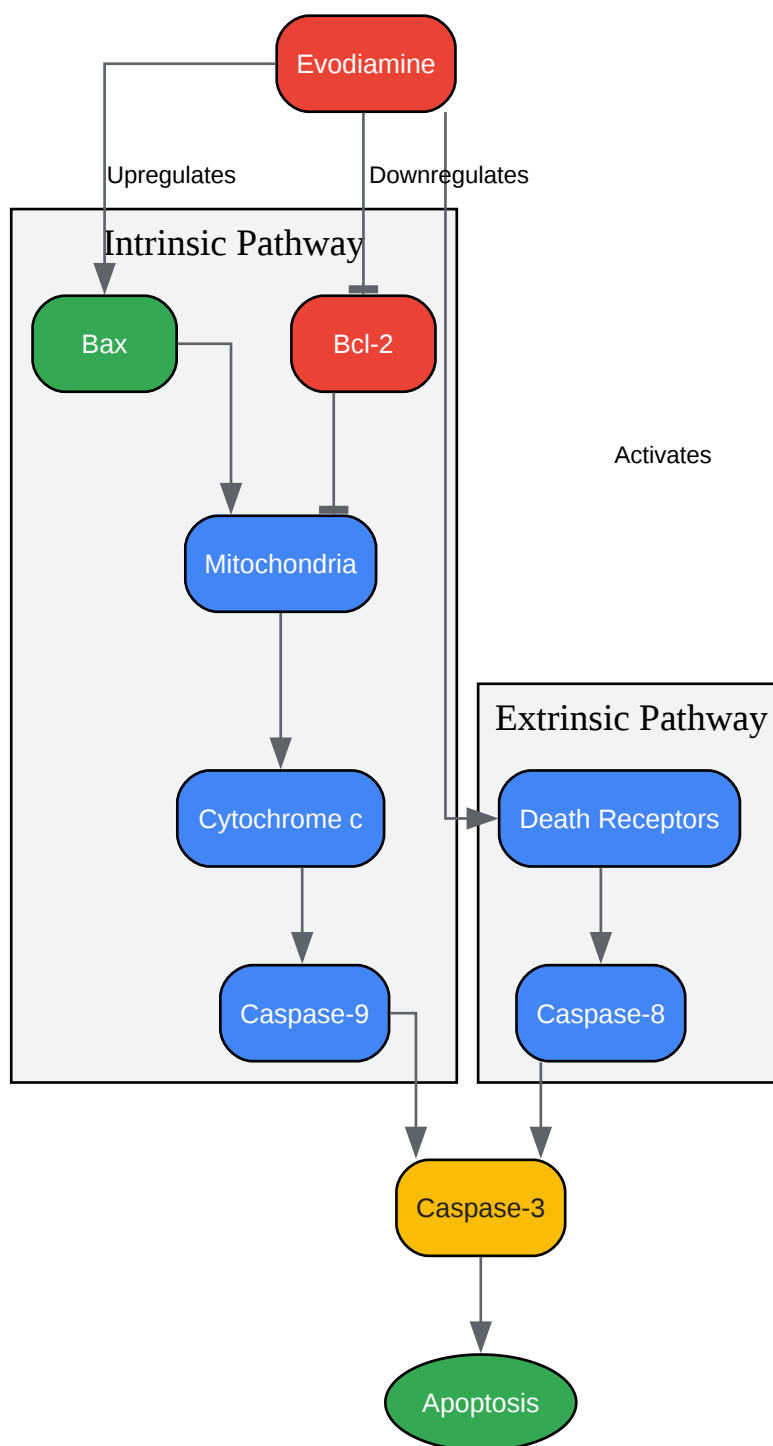 Evodiamine
Upregulates
Downregulates
Intrinsic Pathway
Bax
Bcl-2
Activates
Mitochondria
Extrinsic Pathway
Cytochrome c
Death Receptors
Caspase-9
Caspase-8
Caspase-3
Apoptosis